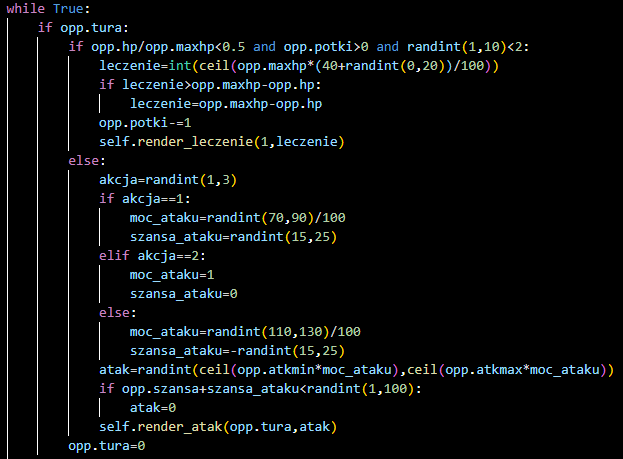 while True:
    if opp.tura:
        if opp.hp/opp.maxhp<0.5 and opp.potki>0 and randint(1,10)<2:
            leczenie=int(ceil(opp.maxhp*(40+randint(0,20))/100))
            if leczenie>opp.maxhp-opp.hp:
                leczenie=opp.maxhp-opp.hp
            opp.potki-=1
            self.render_leczenie(1,leczenie)
        else:
            akcja=randint(1,3)
            if akcja==1:
                moc_ataku=randint(70,90)/100
                szansa_ataku=randint(15,25)
            elif akcja==2:
                moc_ataku=1
                szansa_ataku=0
            else:
                moc_ataku=randint(110,130)/100
                szansa_ataku=-randint(15,25)
            atak=randint(ceil(opp.atkmin*moc_ataku),ceil(opp.atkmax*moc_ataku))
            if opp.szansa+szansa_ataku<randint(1,100):
                atak=0
            self.render_atak(opp.tura,atak)
        opp.tura=0